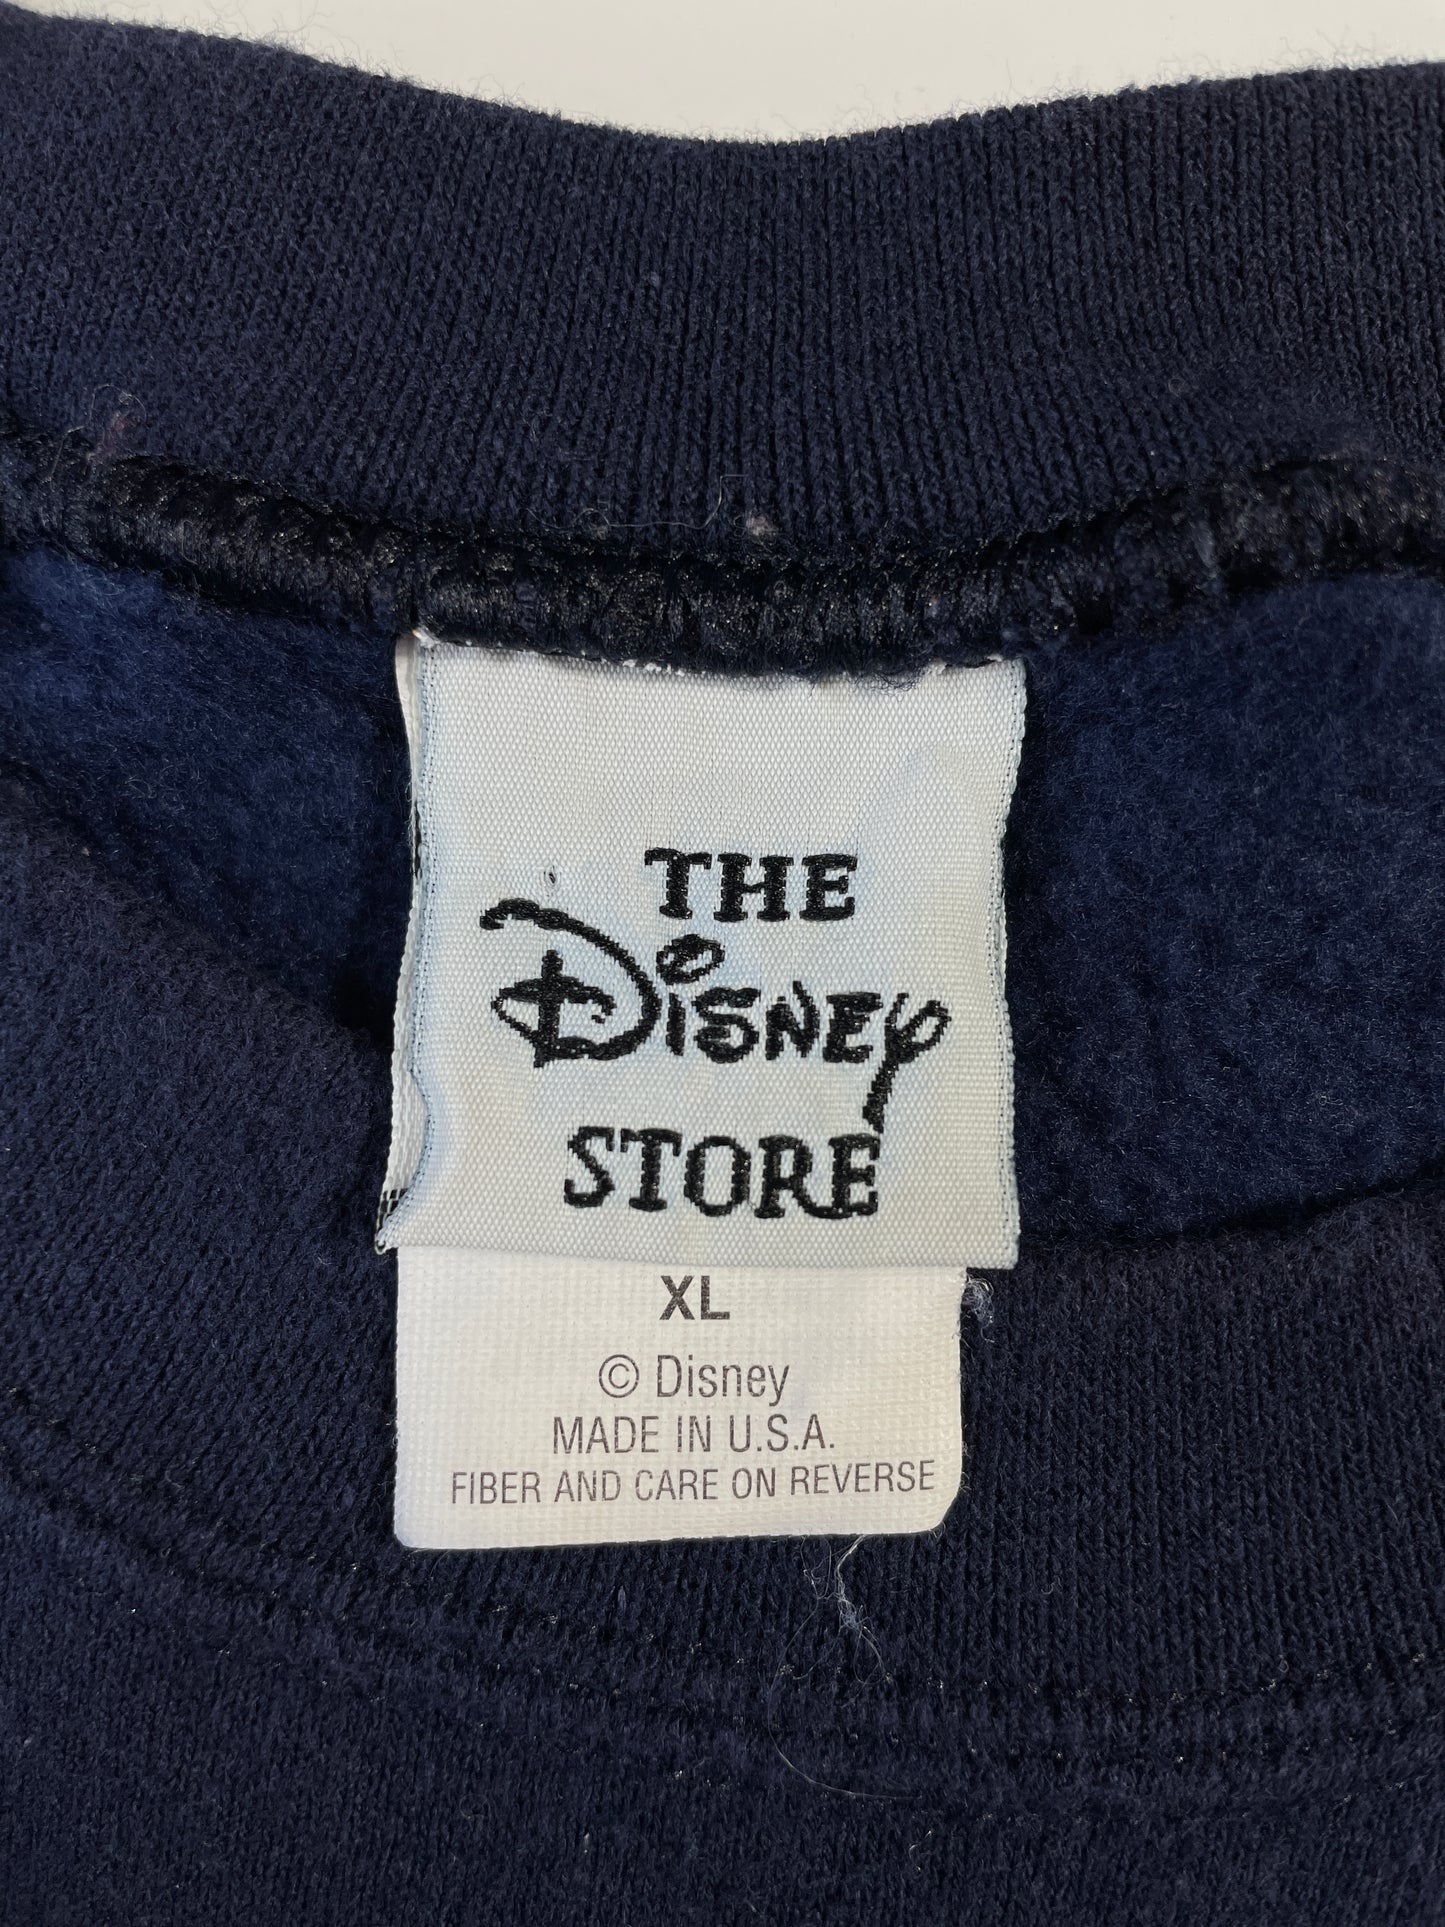 THE
Disney
STORE
XL
© Disney
MADE IN U.S.A.
FIBER AND CARE ON REVERSE